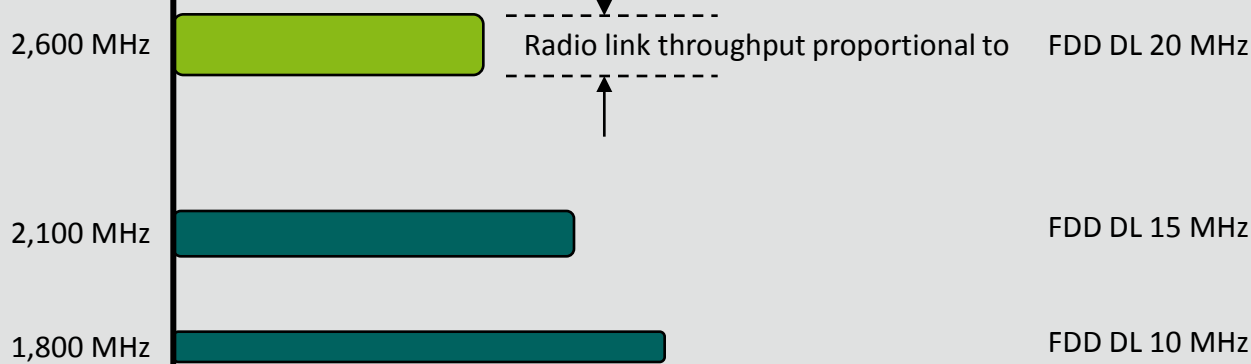 2,600 MHz Radio link throughput proportional to FDD DL 20 MHz
2,100 MHz FDD DL 15 MHz
1,800 MHz FDD DL 10 MHz